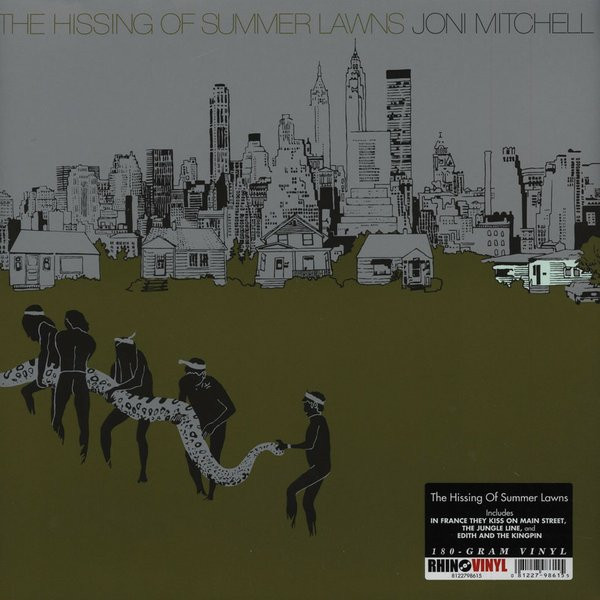 THE HISSING OF SUMMER LAWNS JONI MITCHELL
The Hissing Of Summer Lawns
Includes
IN FRANCE THEY KISS ON MAIN STREET,
THE JUNGLE LINE, and
EDITH AND THE KINGPIN
180-GRAM VINYL
RHINO VINYL
8122798615
0 81227-98615 5